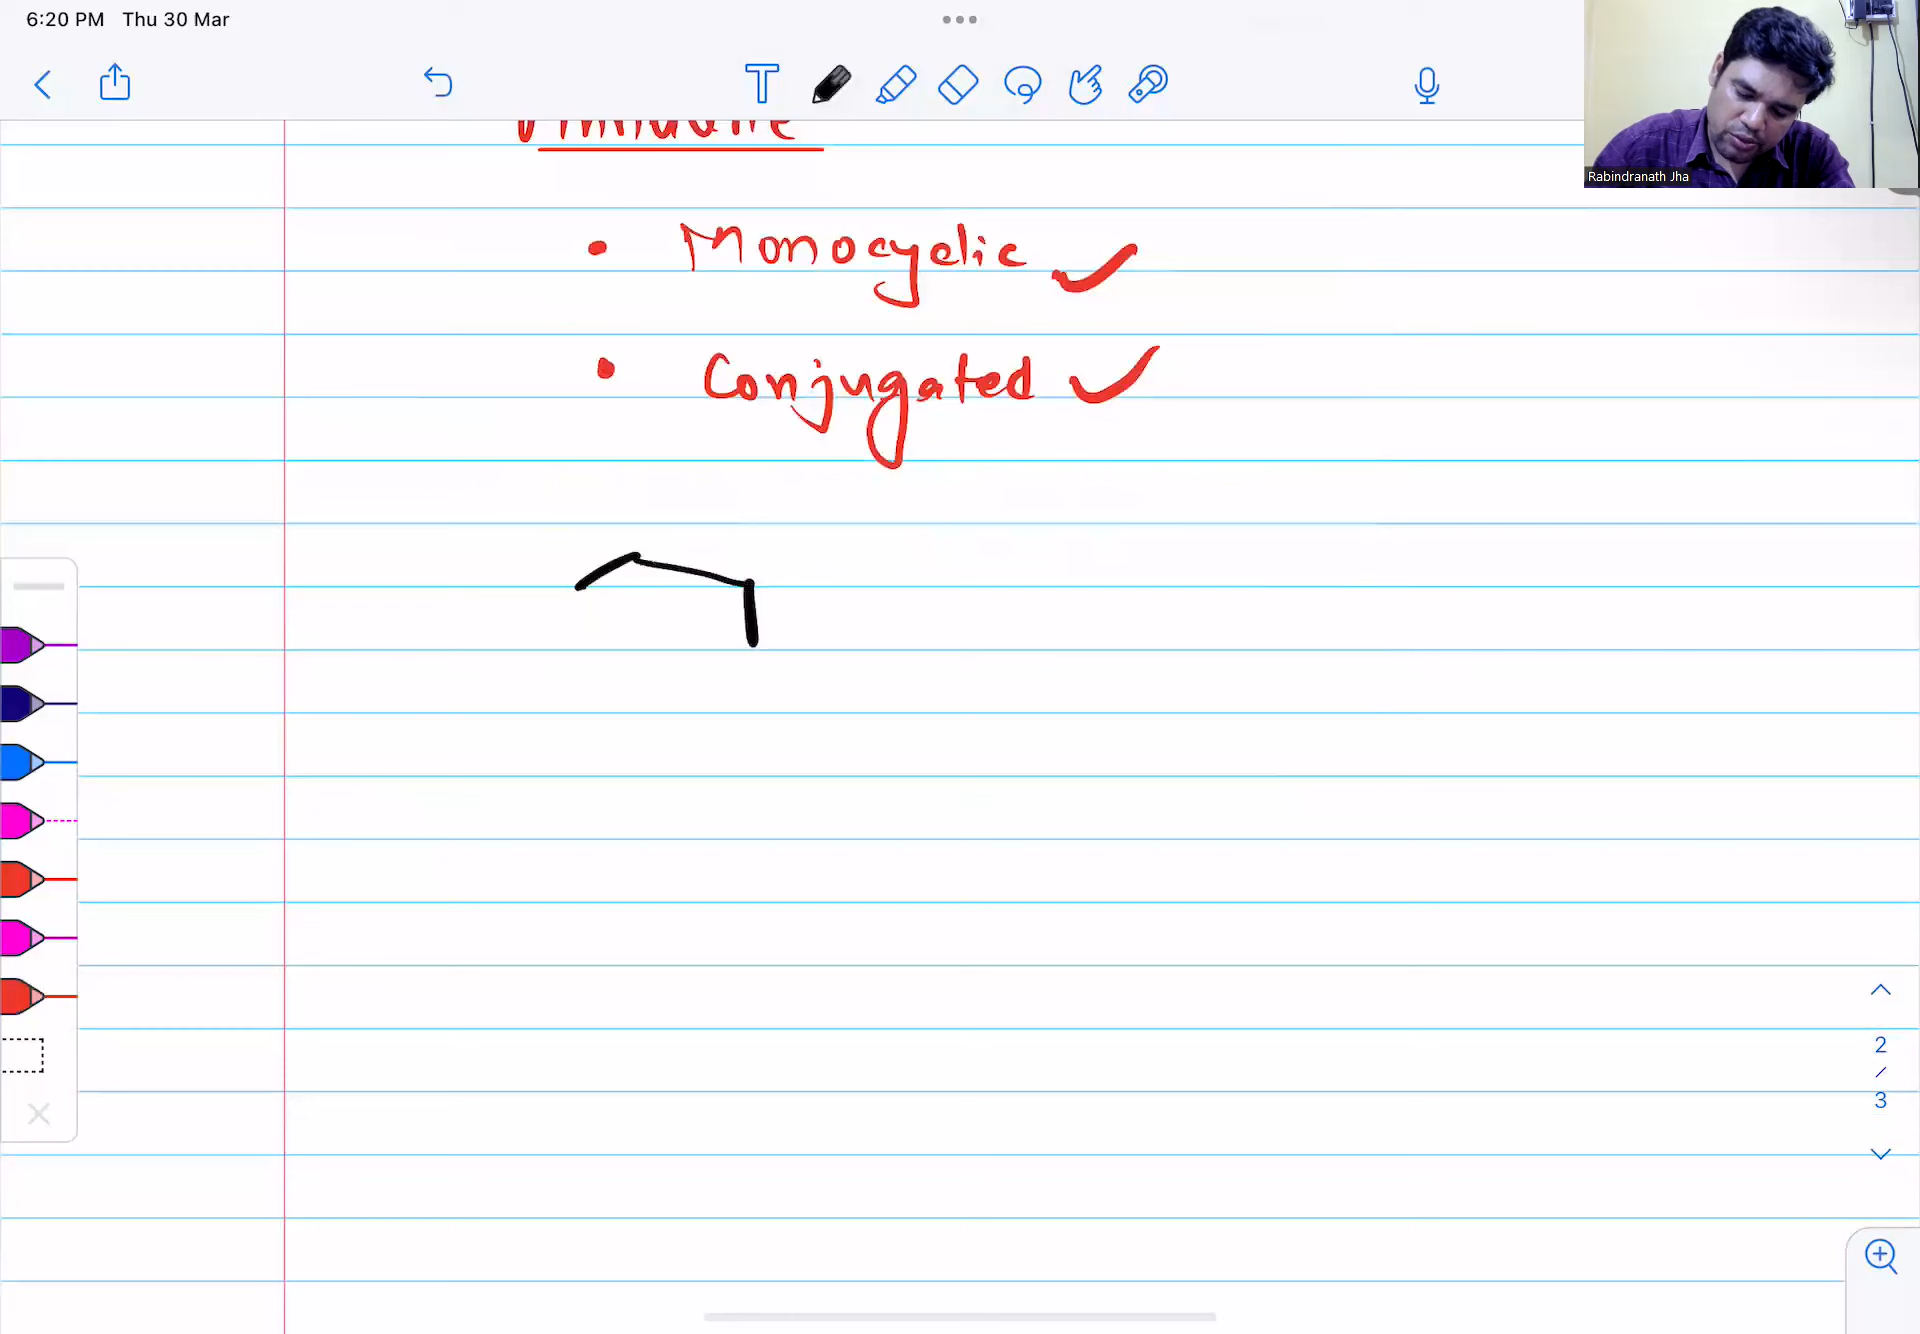 6:20 PM Thu 30 Mar
Rabindranath Jha
• Monocyclic ✓
• Conjugated ✓
2
/
3